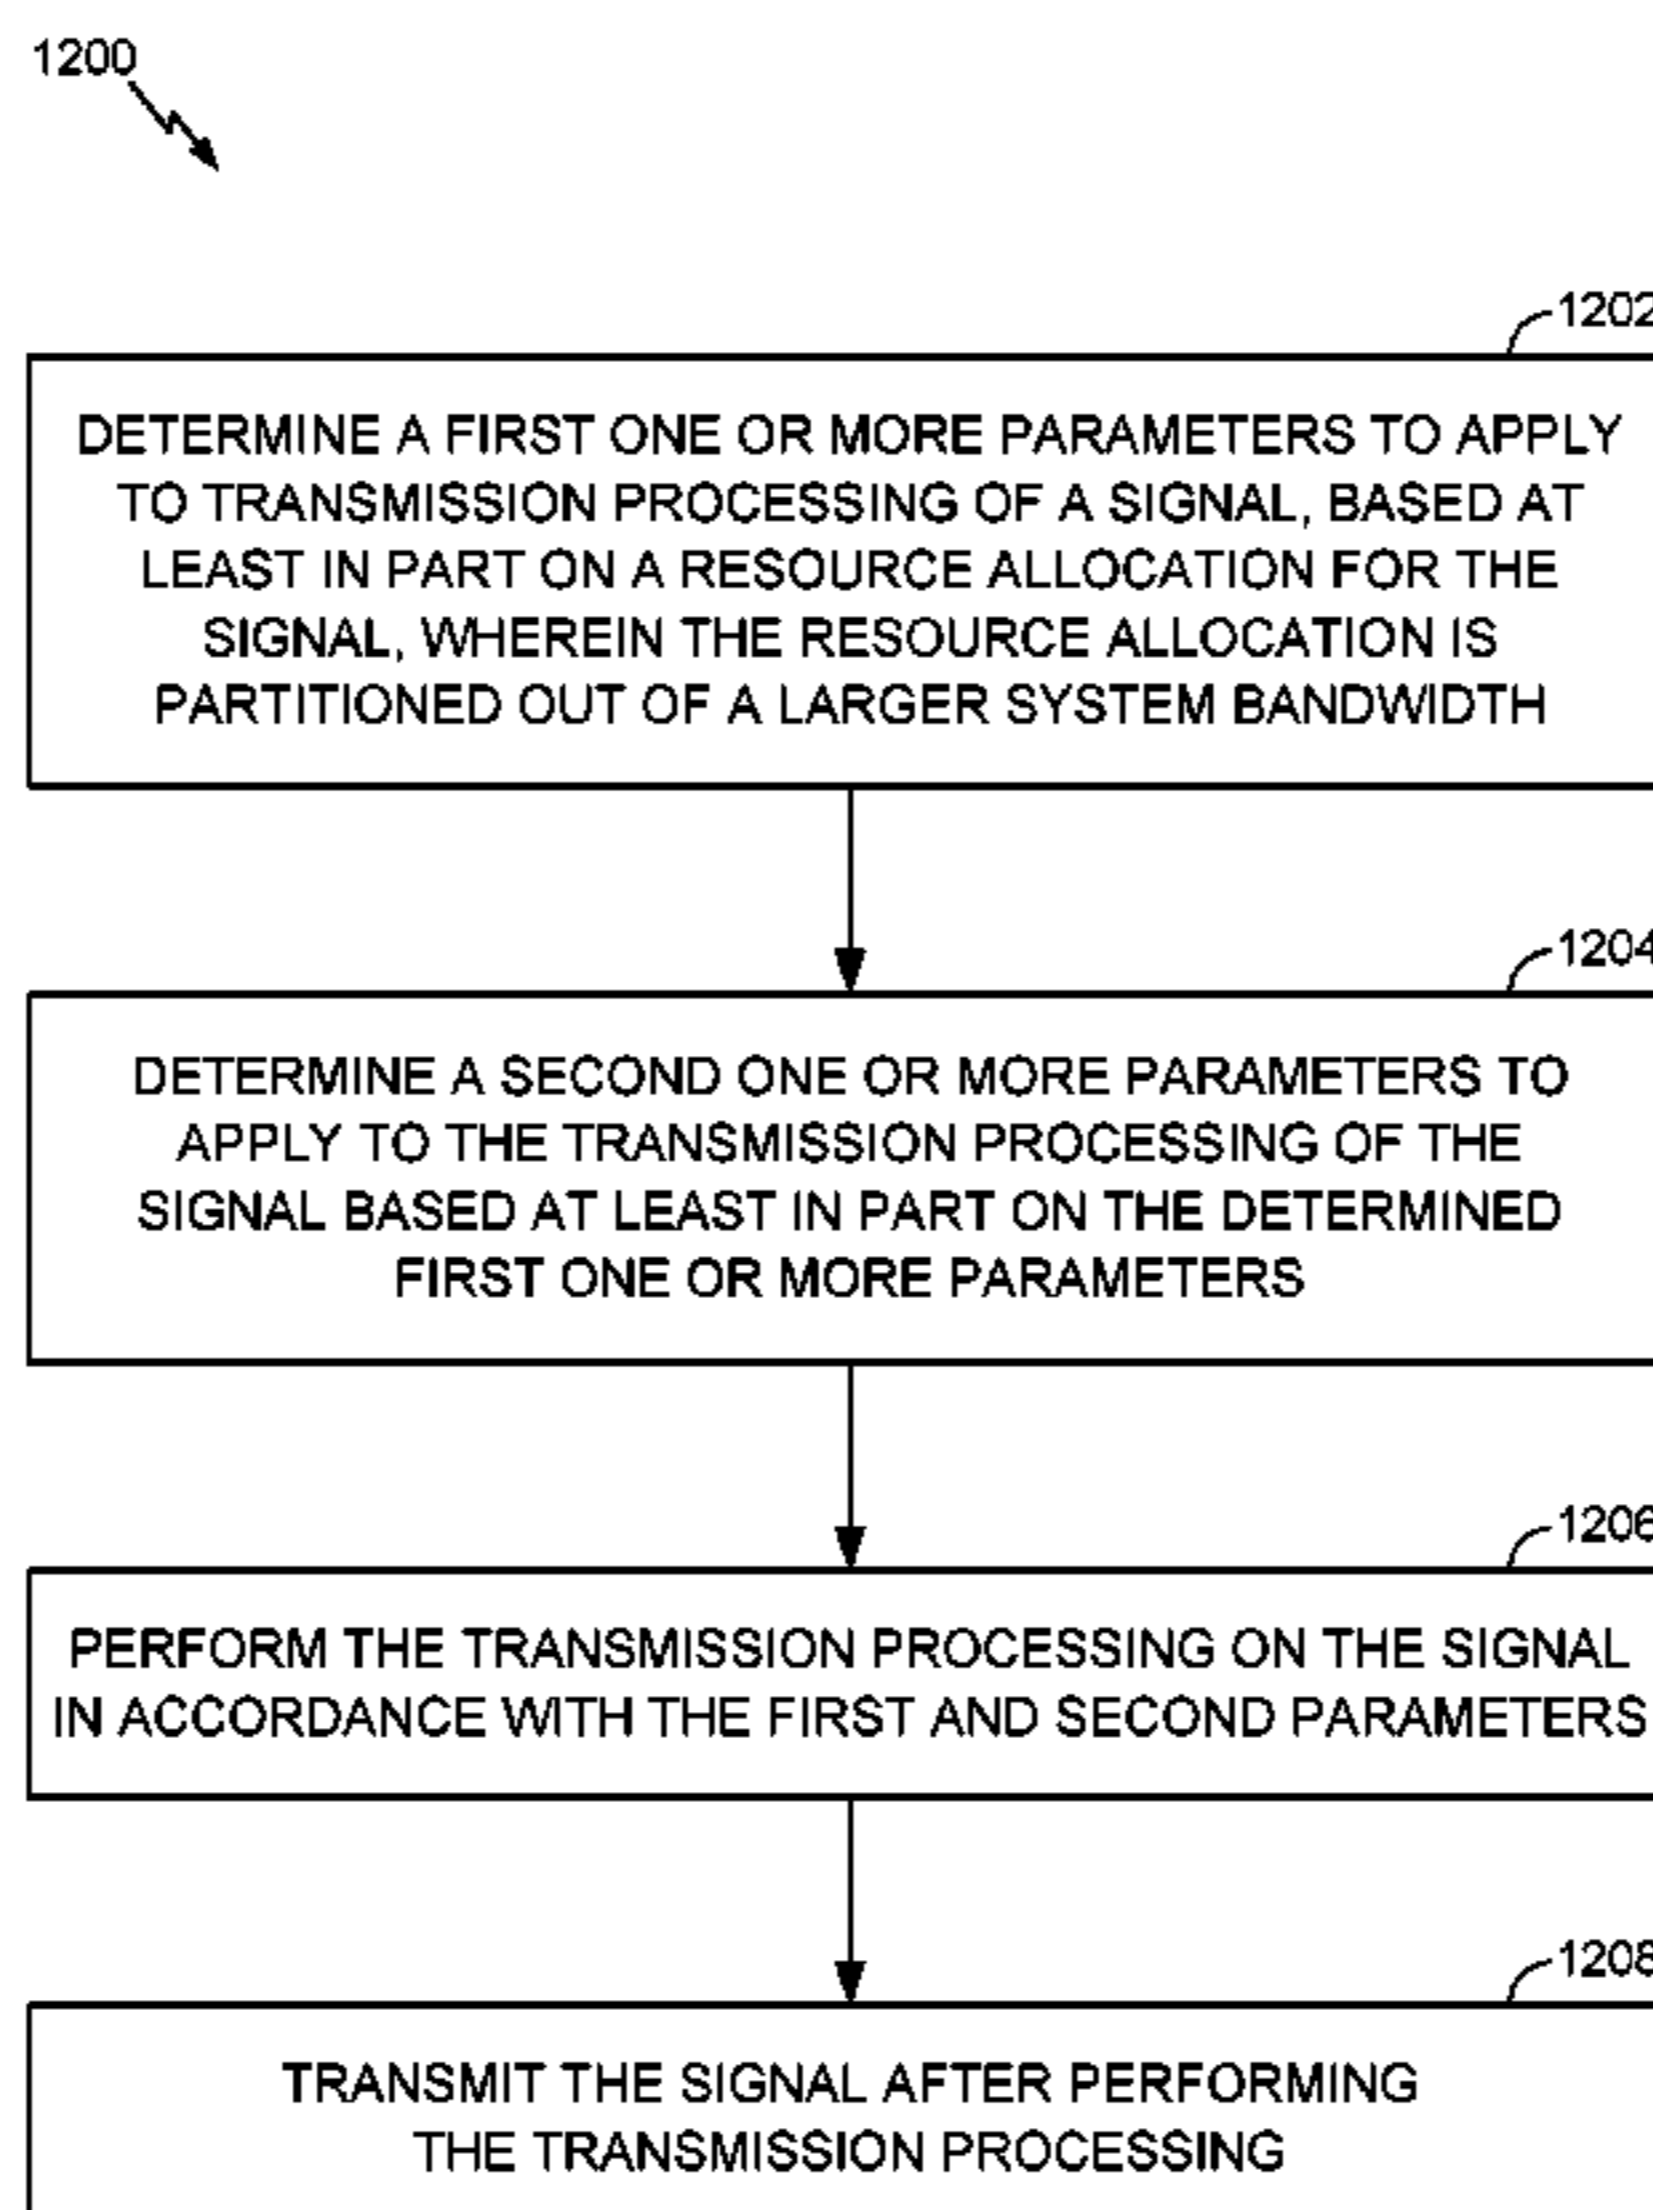 1200
1202
DETERMINE A FIRST ONE OR MORE PARAMETERS TO APPLY
TO TRANSMISSION PROCESSING OF A SIGNAL, BASED AT
LEAST IN PART ON A RESOURCE ALLOCATION FOR THE
SIGNAL, WHEREIN THE RESOURCE ALLOCATION IS
PARTITIONED OUT OF A LARGER SYSTEM BANDWIDTH
1204
DETERMINE A SECOND ONE OR MORE PARAMETERS TO
APPLY TO THE TRANSMISSION PROCESSING OF THE
SIGNAL BASED AT LEAST IN PART ON THE DETERMINED
FIRST ONE OR MORE PARAMETERS
1206
PERFORM THE TRANSMISSION PROCESSING ON THE SIGNAL
IN ACCORDANCE WITH THE FIRST AND SECOND PARAMETERS
1208
TRANSMIT THE SIGNAL AFTER PERFORMING
THE TRANSMISSION PROCESSING